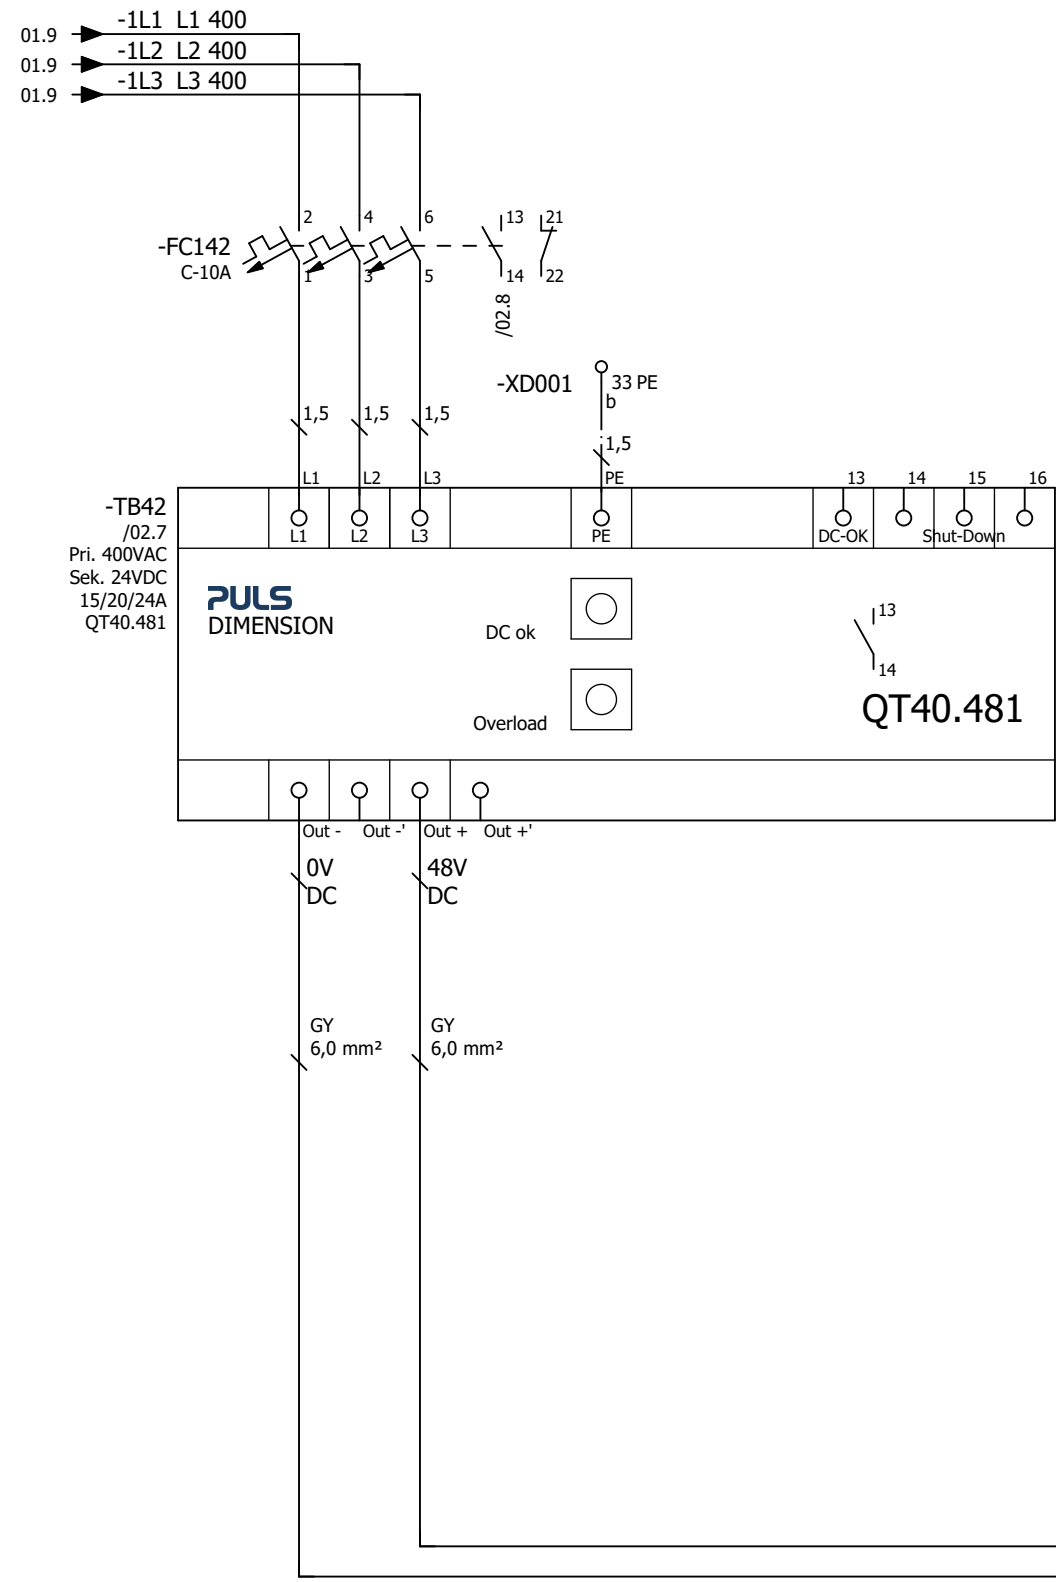 -1L1 L1 400
01.9
-1L2 L2 400
01.9
-1L3 L3 400
01.9
2 4 6 13 21
-FC142
C-10A
1 3 5 14 22
/02.8
-XD001 33 PE
b
1,5 1,5 1,5 1,5
L1 L2 L3 PE 13 14 15 16
-TB42
L1 L2 L3 PE DC-OK Shut-Down
/02.7
Pri. 400VAC
Sek. 24VDC
15/20/24A
QT40.481
PULS
DIMENSION
DC ok
13
14
Overload
QT40.481
Out - Out -' Out + Out +'
0V 48V
DC DC
GY GY
6,0 mm² 6,0 mm²